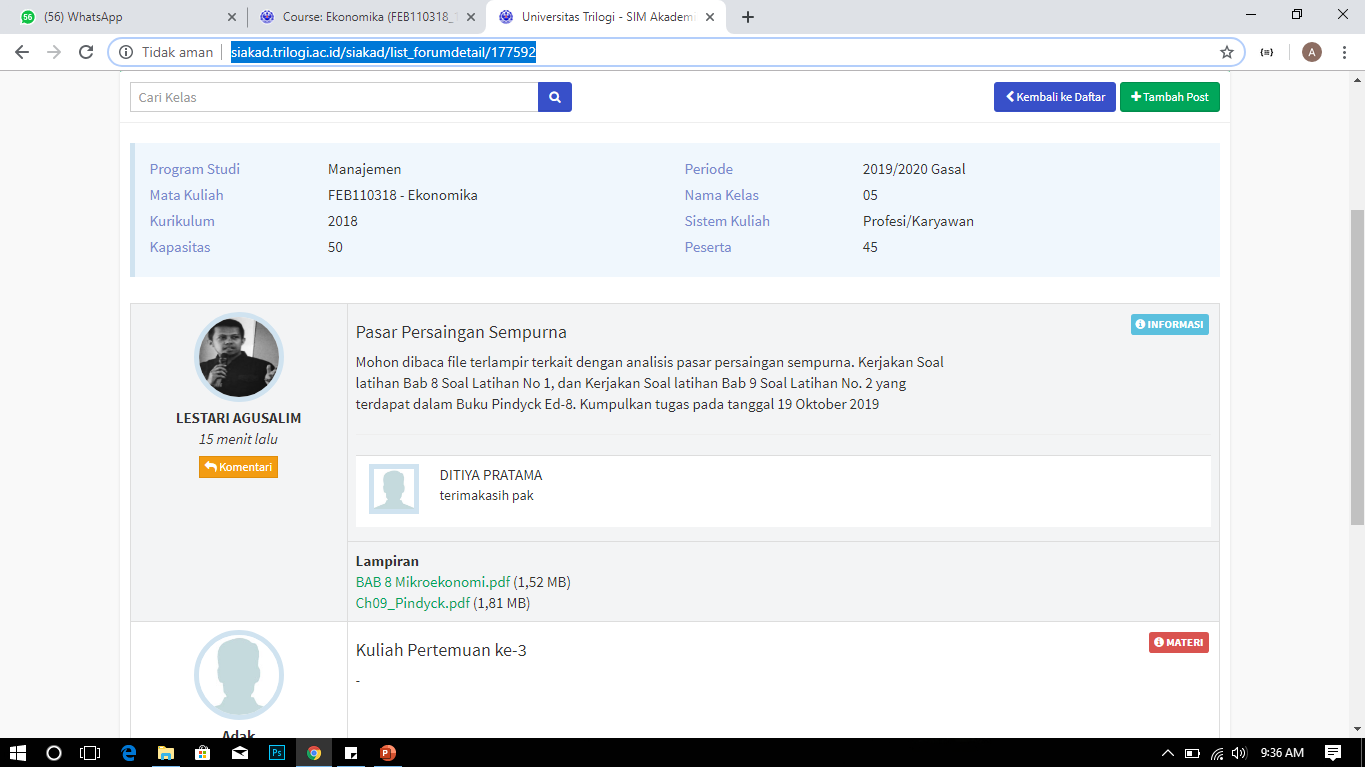 56
(56) WhatsApp
Course: Ekonomika (FEB110318_1
Universitas Trilogi - SIM Akademi
Tidak aman
siakad.trilogi.ac.id/siakad/list_forumdetail/177592
A
Cari Kelas
Kembali ke Daftar
Tambah Post
Program Studi Manajemen Periode 2019/2020 Gasal
Mata Kuliah FEB110318 - Ekonomika Nama Kelas 05
Kurikulum 2018 Sistem Kuliah Profesi/Karyawan
Kapasitas 50 Peserta 45
LESTARI AGUSALIM
15 menit lalu
Komentari
Pasar Persaingan Sempurna
INFORMASI
Mohon dibaca file terlampir terkait dengan analisis pasar persaingan sempurna. Kerjakan Soal
latihan Bab 8 Soal Latihan No 1, dan Kerjakan Soal latihan Bab 9 Soal Latihan No. 2 yang
terdapat dalam Buku Pindyck Ed-8. Kumpulkan tugas pada tanggal 19 Oktober 2019
DITIYA PRATAMA
terimakasih pak
Lampiran
BAB 8 Mikroekonomi.pdf (1,52 MB)
Ch09_Pindyck.pdf (1,81 MB)
Adak
Kuliah Pertemuan ke-3
MATERI
-
Ps
9:36 AM